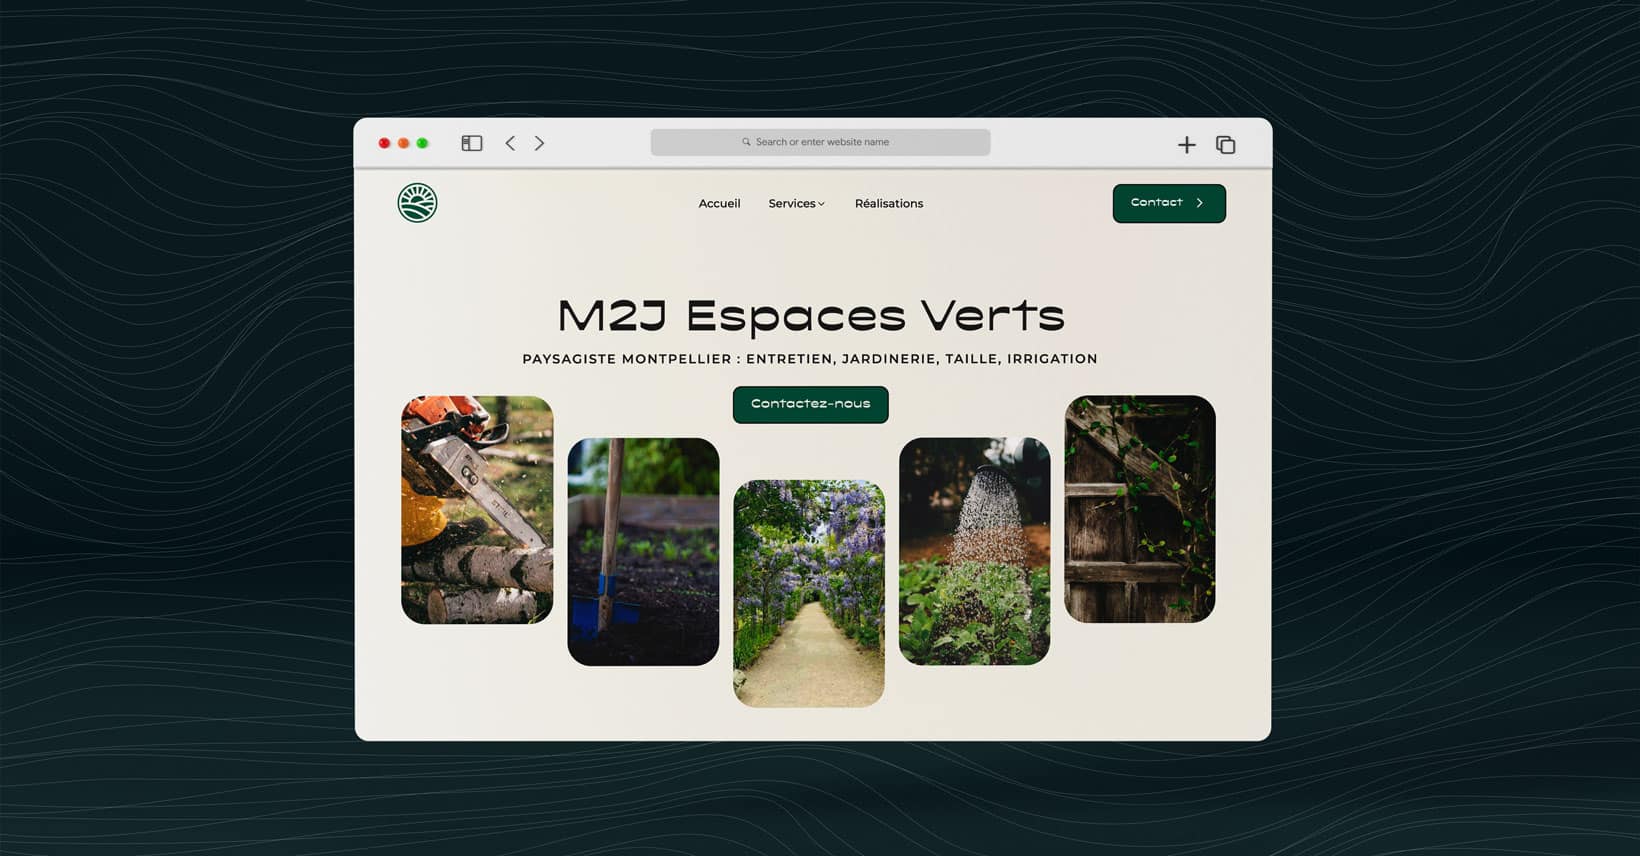 Search or enter website name
Accueil Services Réalisations Contact
M2J Espaces Verts
PAYSAGISTE MONTPELLIER : ENTRETIEN, JARDINERIE, TAILLE, IRRIGATION
Contactez-nous
STIHL